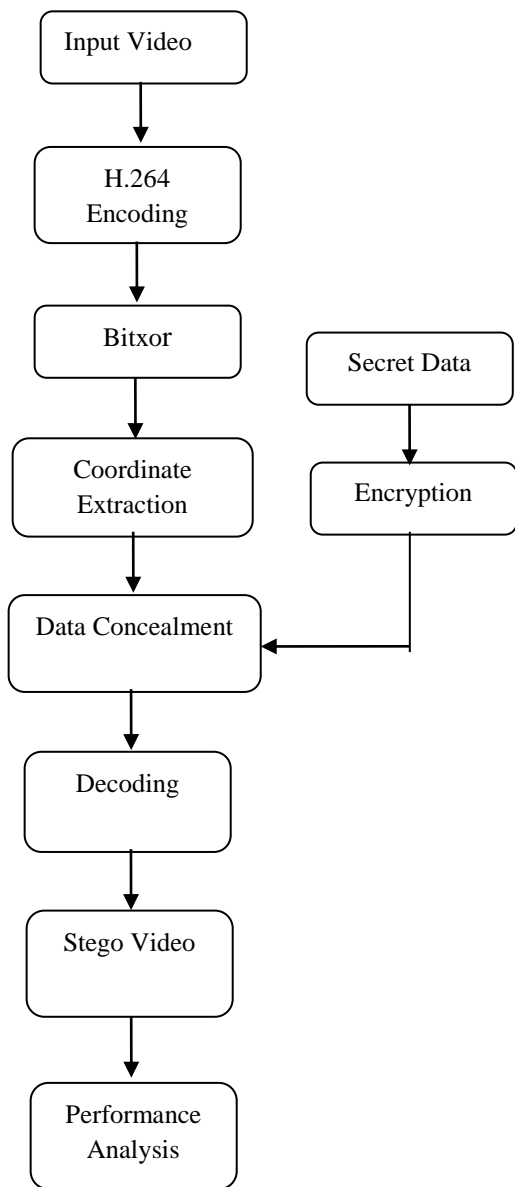 Input Video
H.264
Encoding
Bitxor
Secret Data
Coordinate
Extraction
Encryption
Data Concealment
Decoding
Stego Video
Performance
Analysis